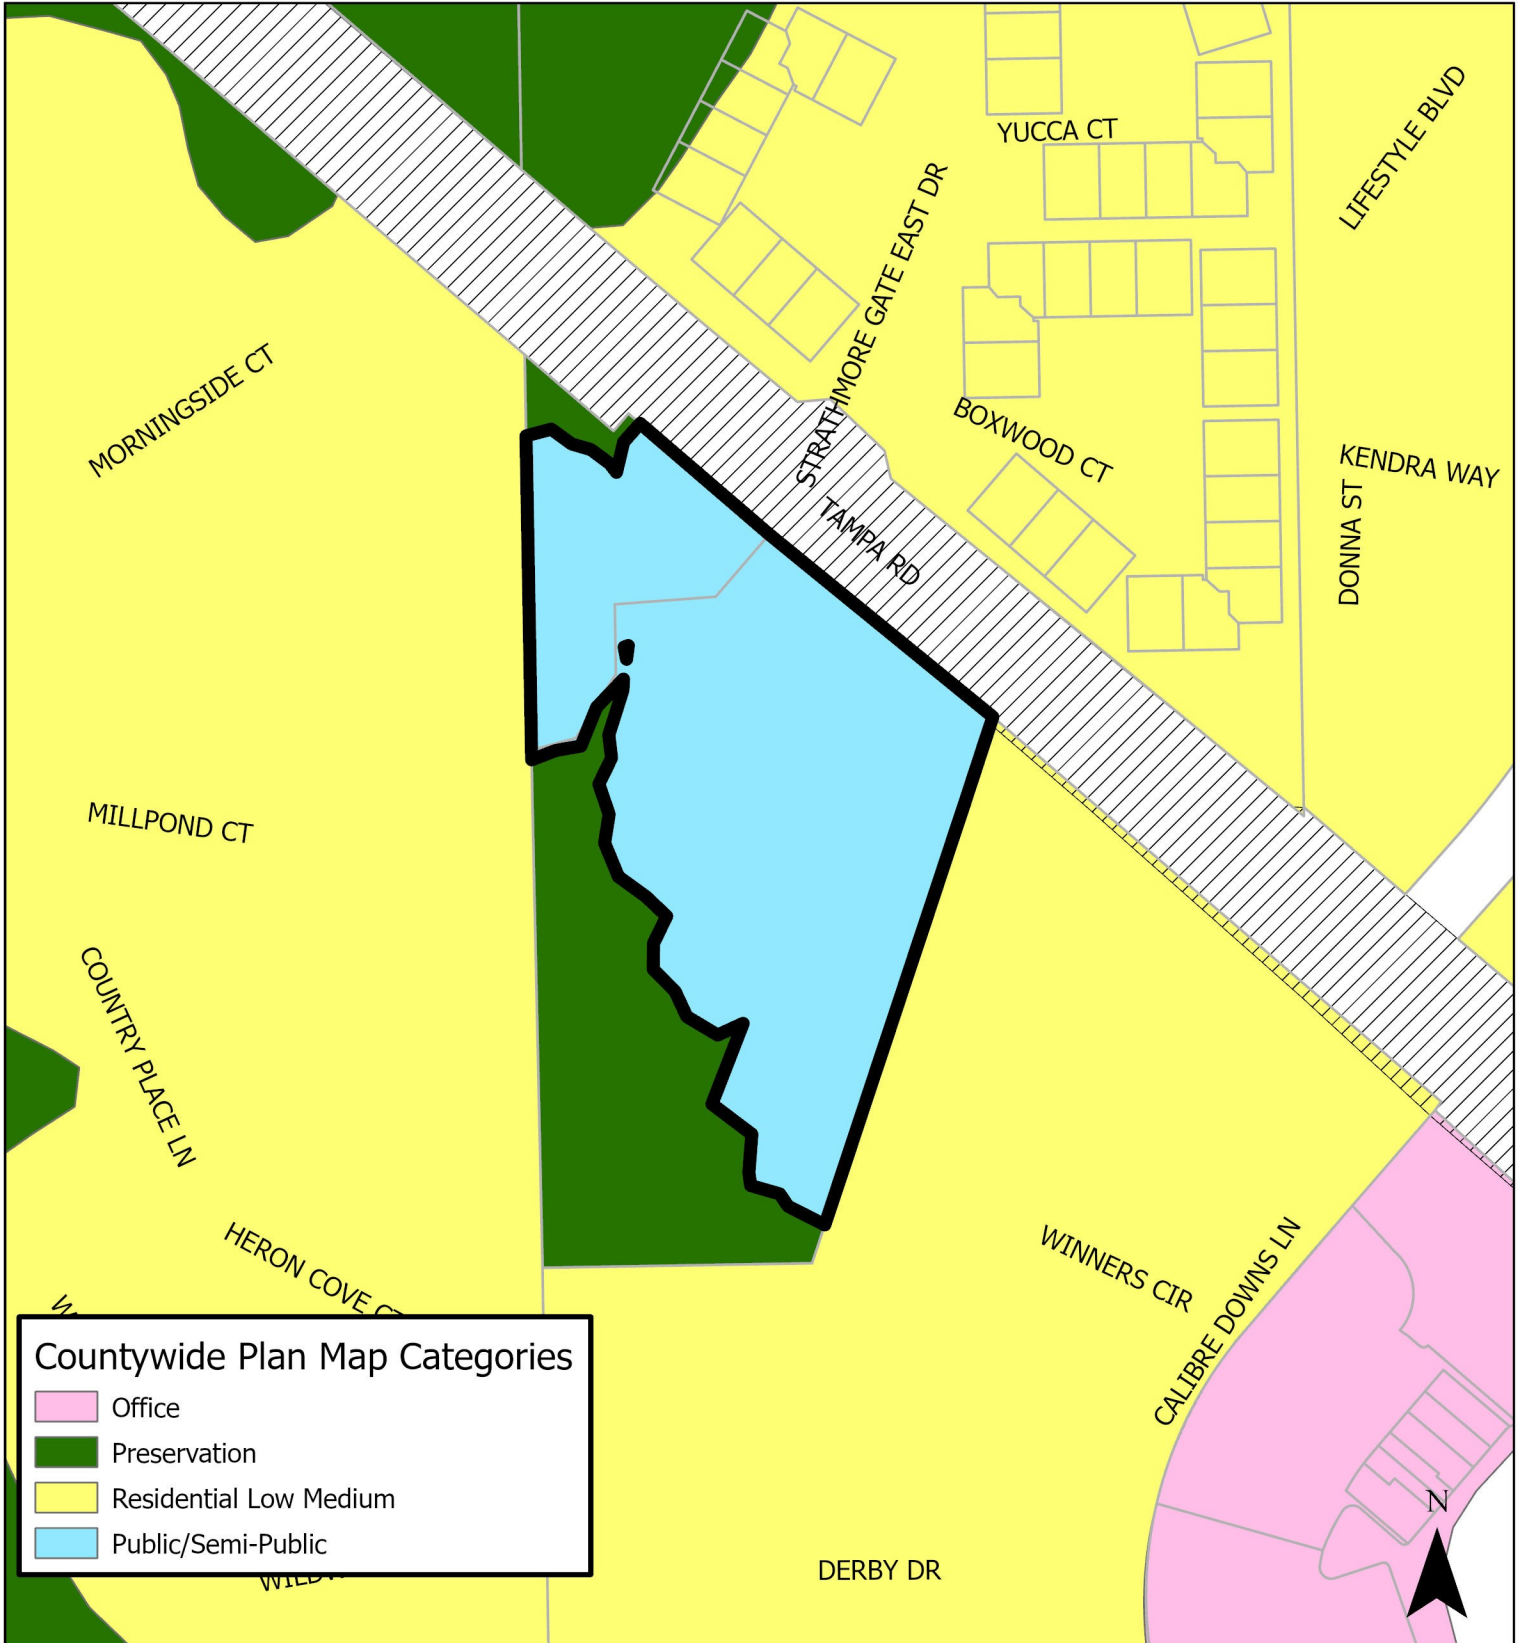 YUCCA CT
LIFESTYLE BLVD
STRATHMORE GATE EAST DR
MORNINGSIDE CT
BOXWOOD CT
KENDRA WAY
DONNA ST
TAMPA RD
MILLPOND CT
COUNTRY PLACE LN
HERON COVE CT
WINNERS CIR
CALIBRE DOWNS LN
Countywide Plan Map Categories
Office
Preservation
Residential Low Medium
Public/Semi-Public
N
DERBY DR